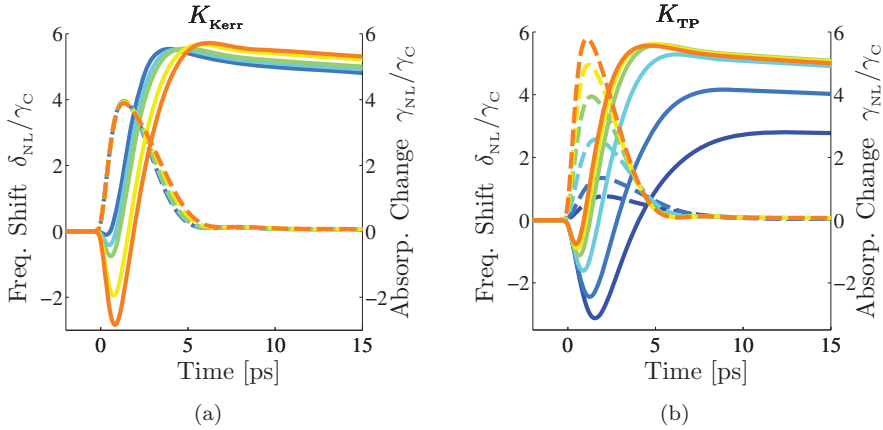 K_Kerr
Freq. Shift δ_NL/γ_C
6
4
2
0
−2
6
4
2
0
−2
Absorp. Change γ_NL/γ_C
0
5
10
15
Time [ps]
(a)
K_TP
Freq. Shift δ_NL/γ_C
6
4
2
0
−2
6
4
2
0
−2
Absorp. Change γ_NL/γ_C
0
5
10
15
Time [ps]
(b)